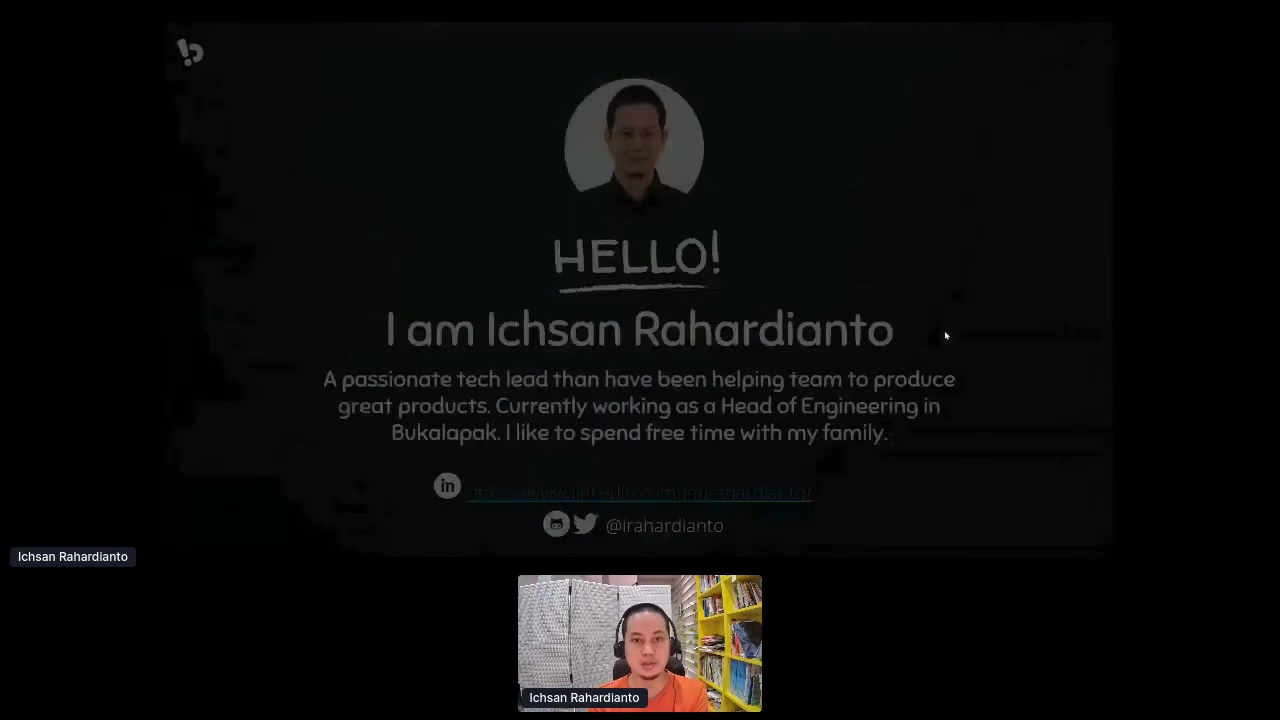 HELLO!
I am Ichsan Rahardianto
A passionate tech lead than have been helping team to produce
great products. Currently working as a Head of Engineering in
Bukalapak. I like to spend free time with my family.
in
@irahardianto
Ichsan Rahardianto
Ichsan Rahardianto